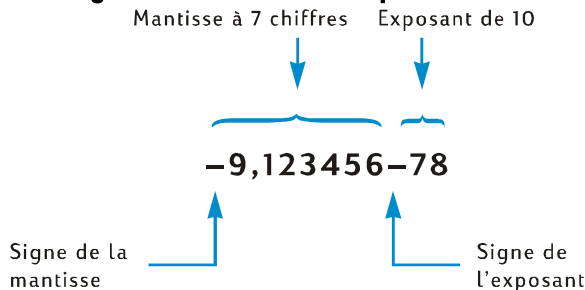 Mantisse à 7 chiffres Exposant de 10
–9,123456–78
Signe de la
mantisse
Signe de
l'exposant